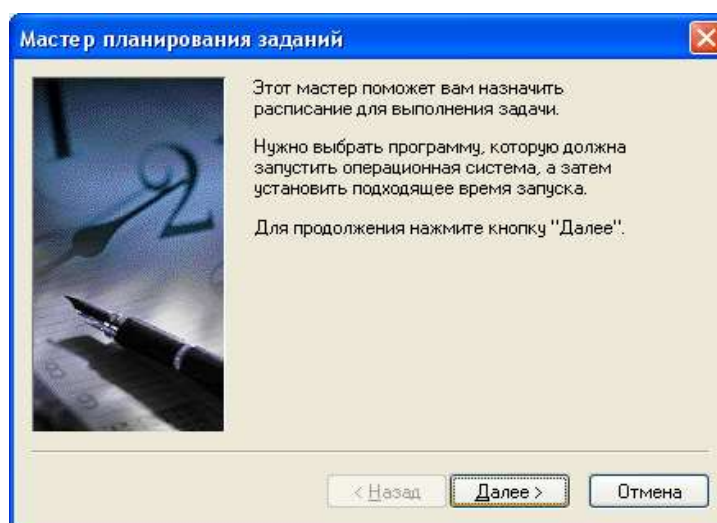 Мастер планирования заданий
Этот мастер поможет вам назначить
расписание для выполнения задачи.
Нужно выбрать программу, которую должна
запустить операционная система, а затем
установить подходящее время запуска.
Для продолжения нажмите кнопку "Далее".
< Назад Далее > Отмена